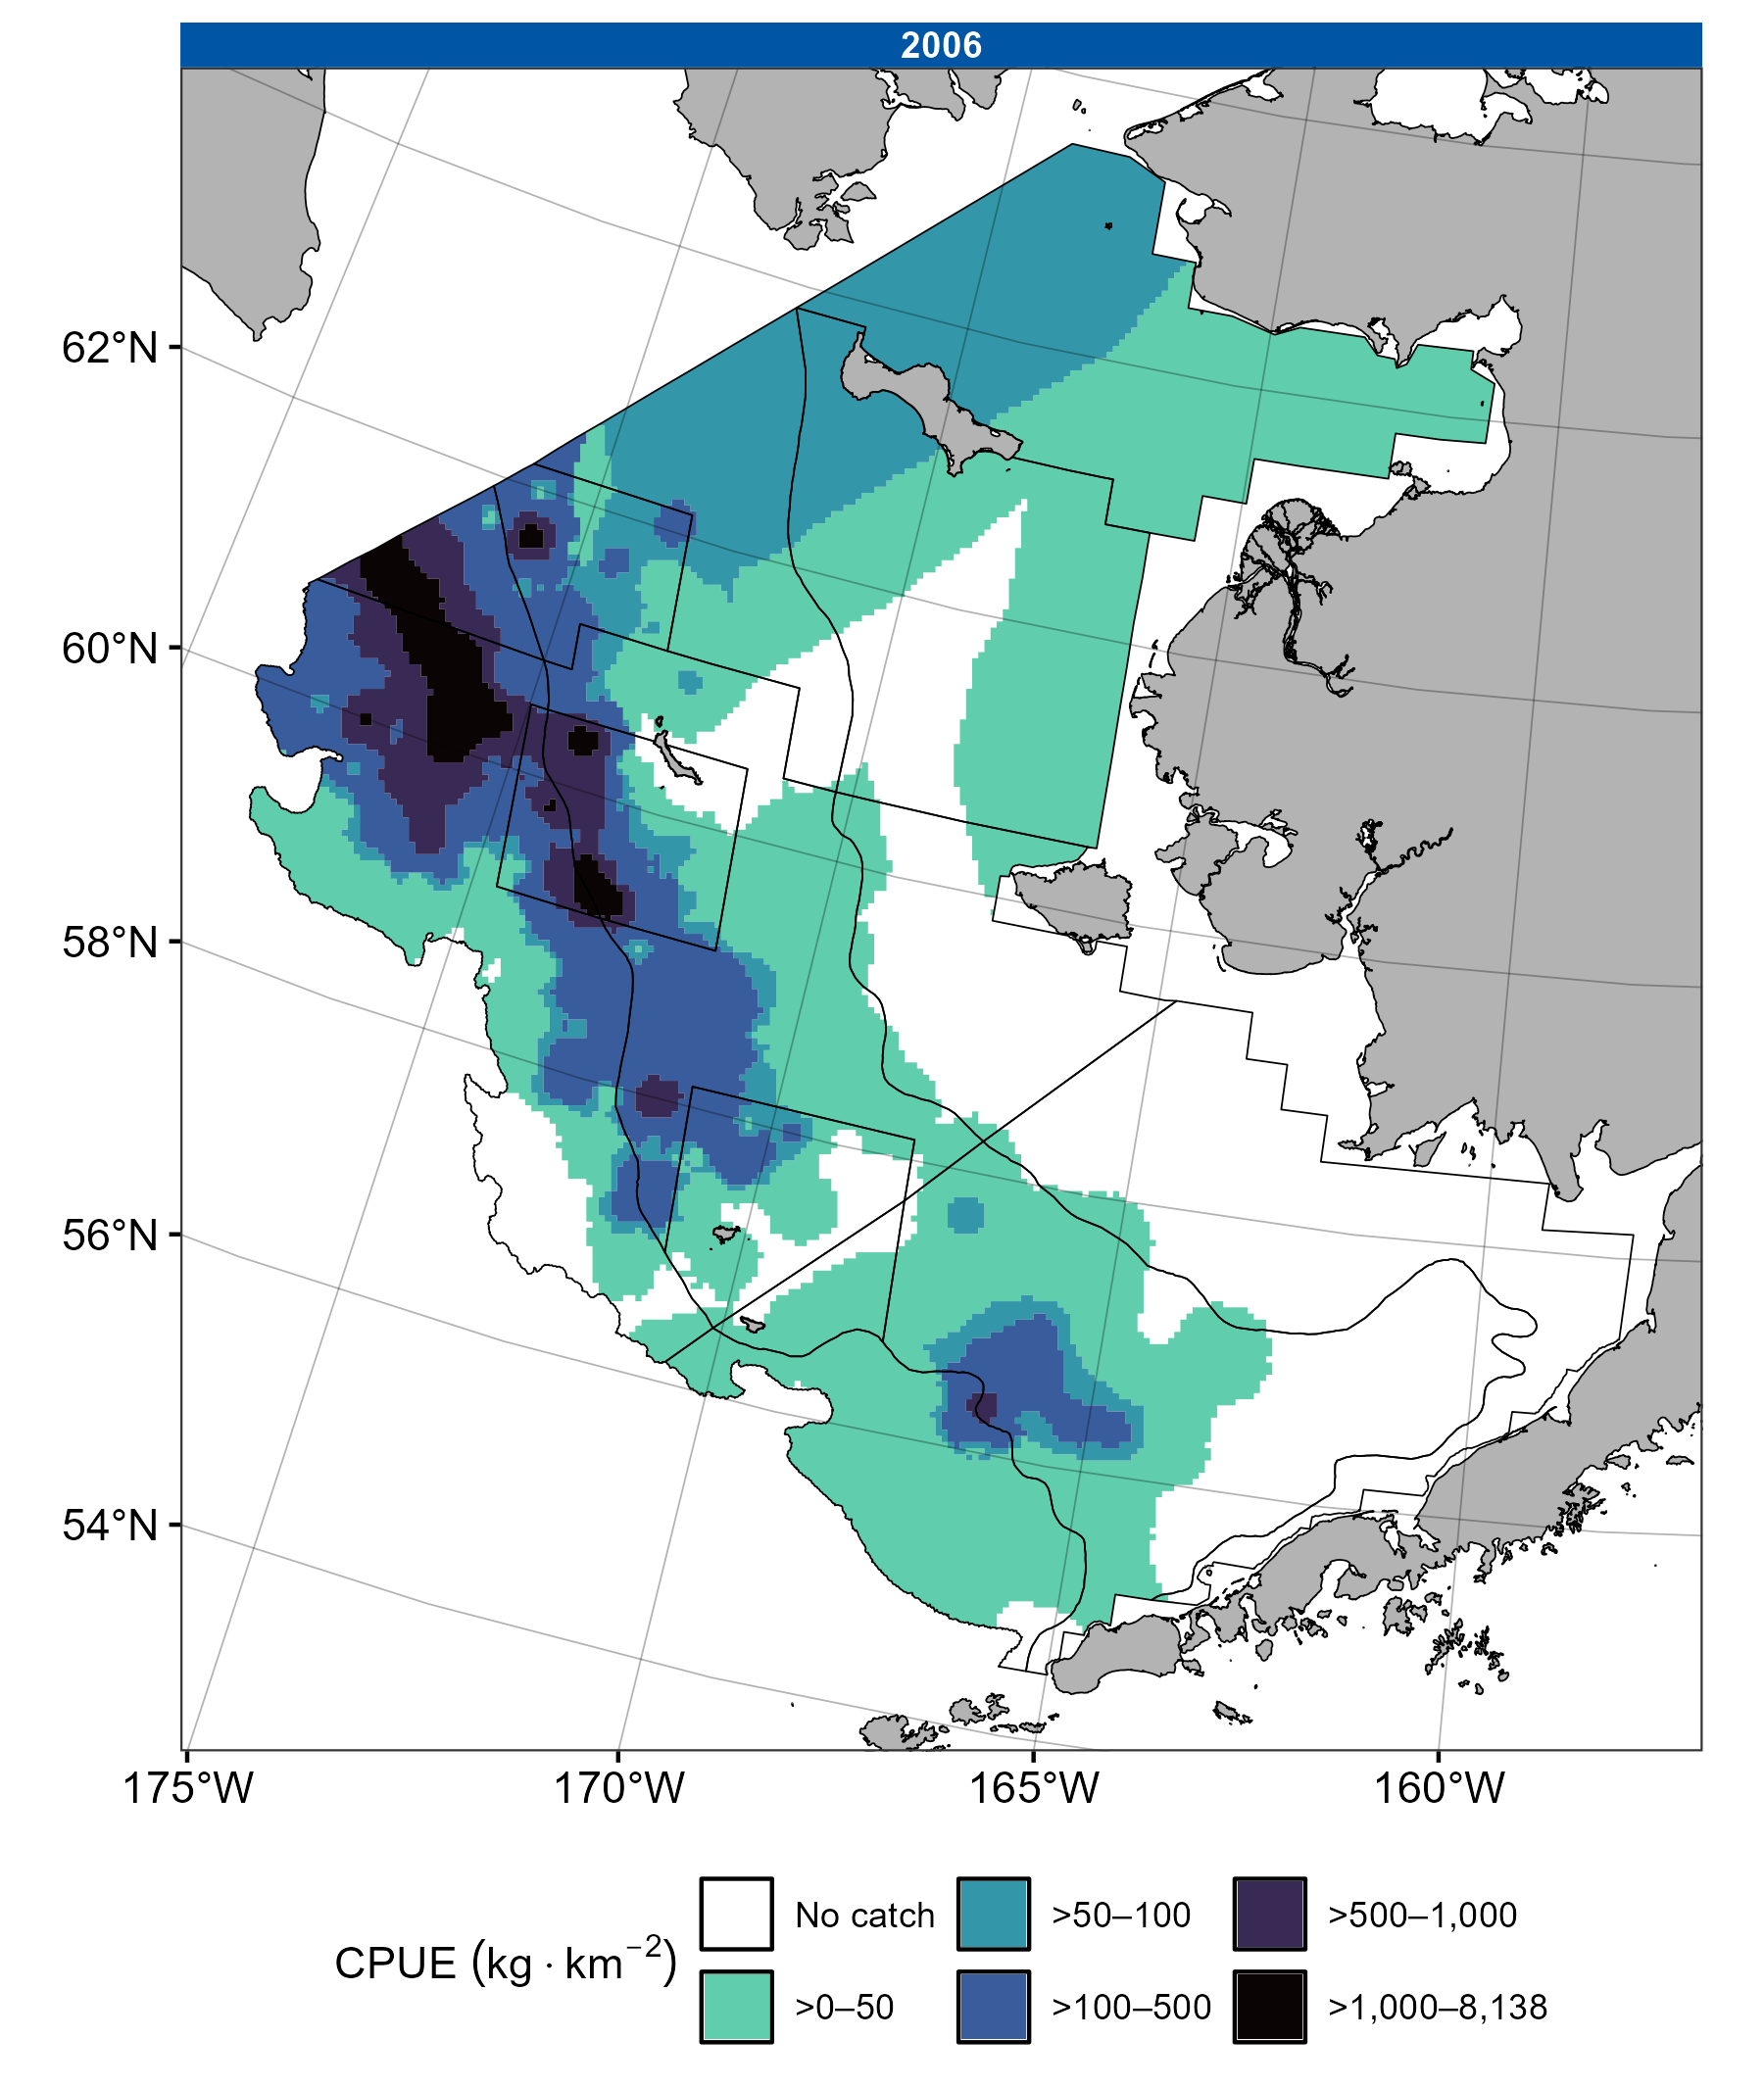 2006
62°N
60°N
58°N
56°N
54°N
175°W 170°W 165°W 160°W
CPUE (kg · km⁻²)
No catch >50–100 >500–1,000
>0–50 >100–500 >1,000–8,138